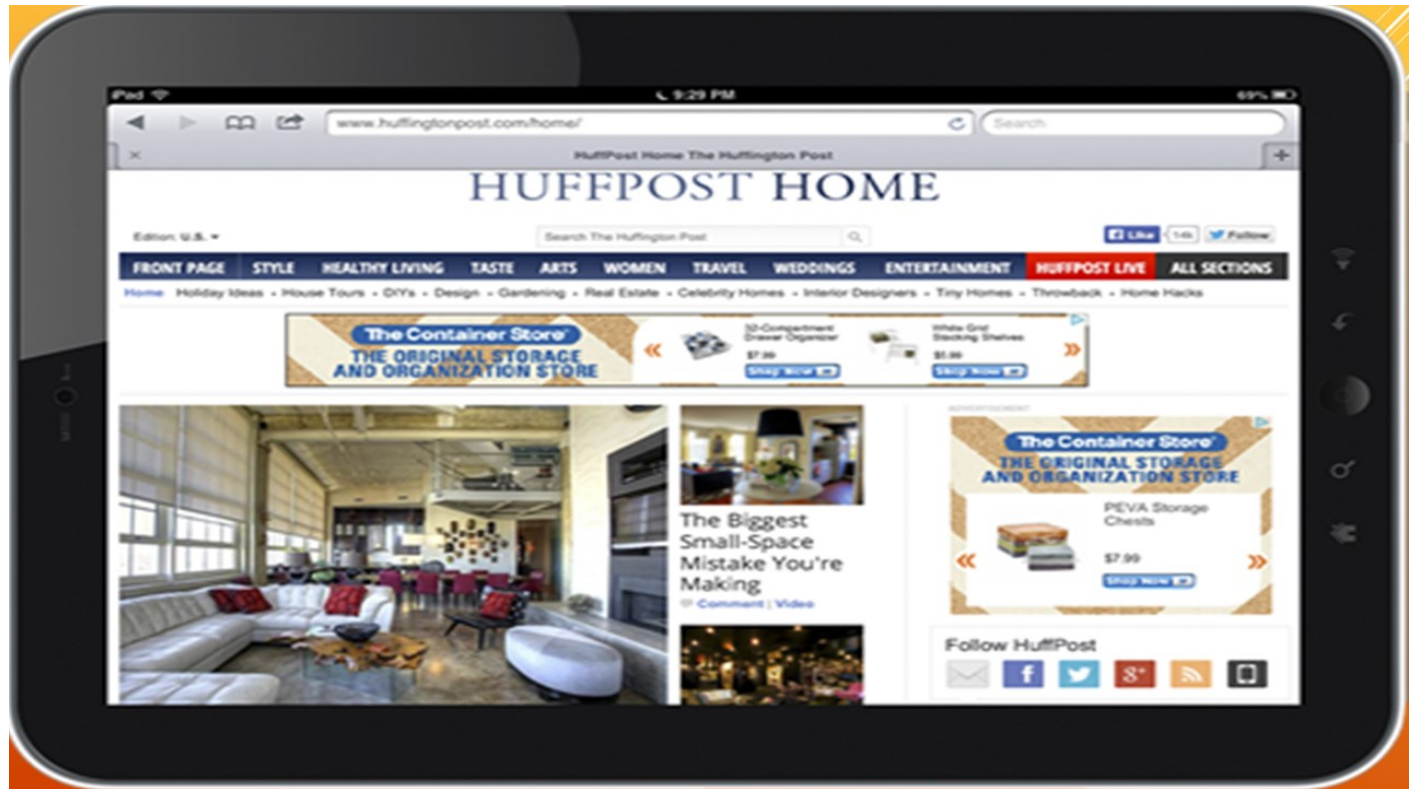 iPad 9:29 PM 69%
www.huffingtonpost.com/home/ Search
HuffPost Home The Huffington Post
HUFFPOST HOME
Edition: U.S. Search The Huffington Post Like 14k Follow
FRONT PAGE STYLE HEALTHY LIVING TASTE ARTS WOMEN TRAVEL WEDDINGS ENTERTAINMENT HUFFPOST LIVE ALL SECTIONS
Home Holiday Ideas • House Tours • DIYs • Design • Gardening • Real Estate • Celebrity Homes • Interior Designers • Tiny Homes • Throwback • Home Hacks
The Container Store®
THE ORIGINAL STORAGE
AND ORGANIZATION STORE
32-Compartment
Drawer Organizer
$7.99
Shop Now
White Grid
Stacking Shelves
$5.99
Shop Now
The Biggest
Small-Space
Mistake You're
Making
Comment | Video
ADVERTISEMENT
The Container Store®
THE ORIGINAL STORAGE
AND ORGANIZATION STORE
PEVA Storage
Chests
$7.99
Shop Now
Follow HuffPost
f 8+